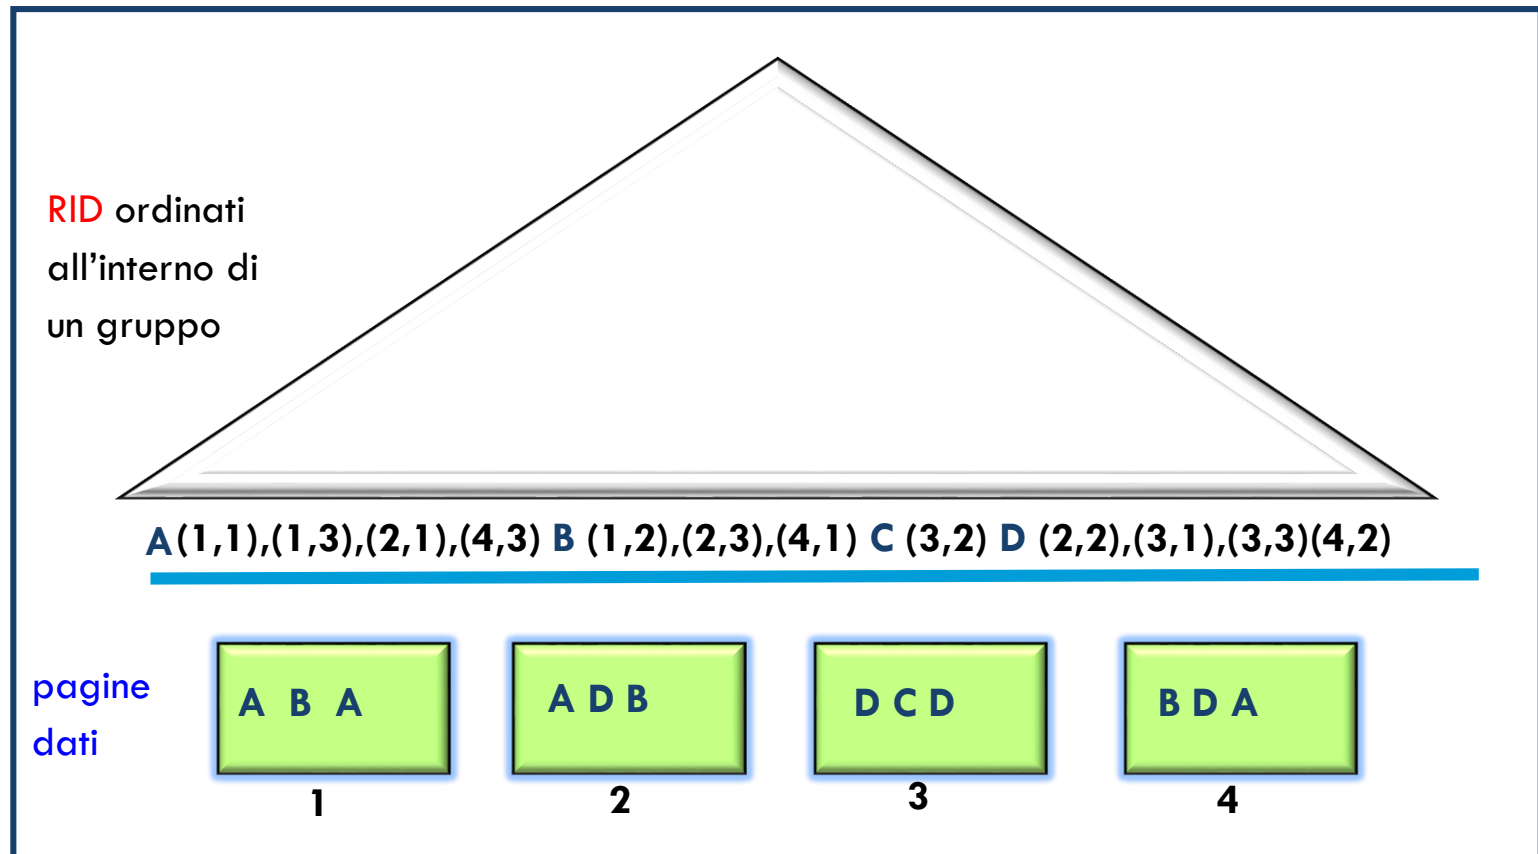 RID ordinati
all'interno di
un gruppo
A(1,1),(1,3),(2,1),(4,3) B (1,2),(2,3),(4,1) C (3,2) D (2,2),(3,1),(3,3)(4,2)
pagine
dati
A B A
A D B
D C D
B D A
1
2
3
4